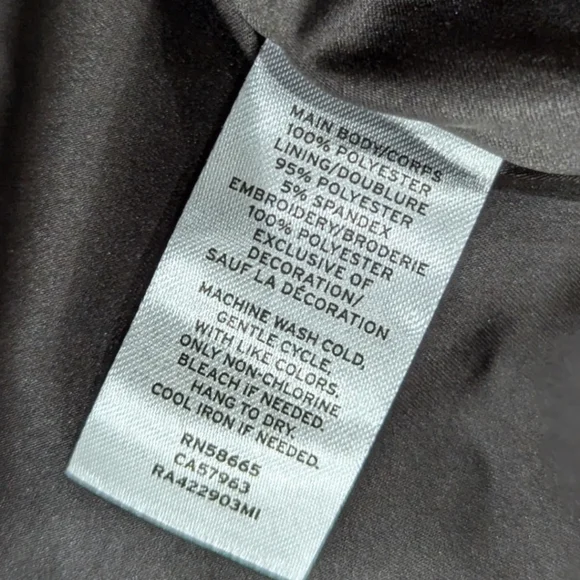 MAIN BODY/CORPS
100% POLYESTER
LINING/DOUBLURE
95% POLYESTER
5% SPANDEX
EMBROIDERY/BRODERIE
100% POLYESTER
EXCLUSIVE OF
DECORATION/
SAUF LA DÉCORATION
MACHINE WASH COLD,
GENTLE CYCLE,
WITH LIKE COLORS,
ONLY NON-CHLORINE
BLEACH IF NEEDED.
HANG TO DRY.
COOL IRON IF NEEDED.
RN58665
CA57963
RA422903MI